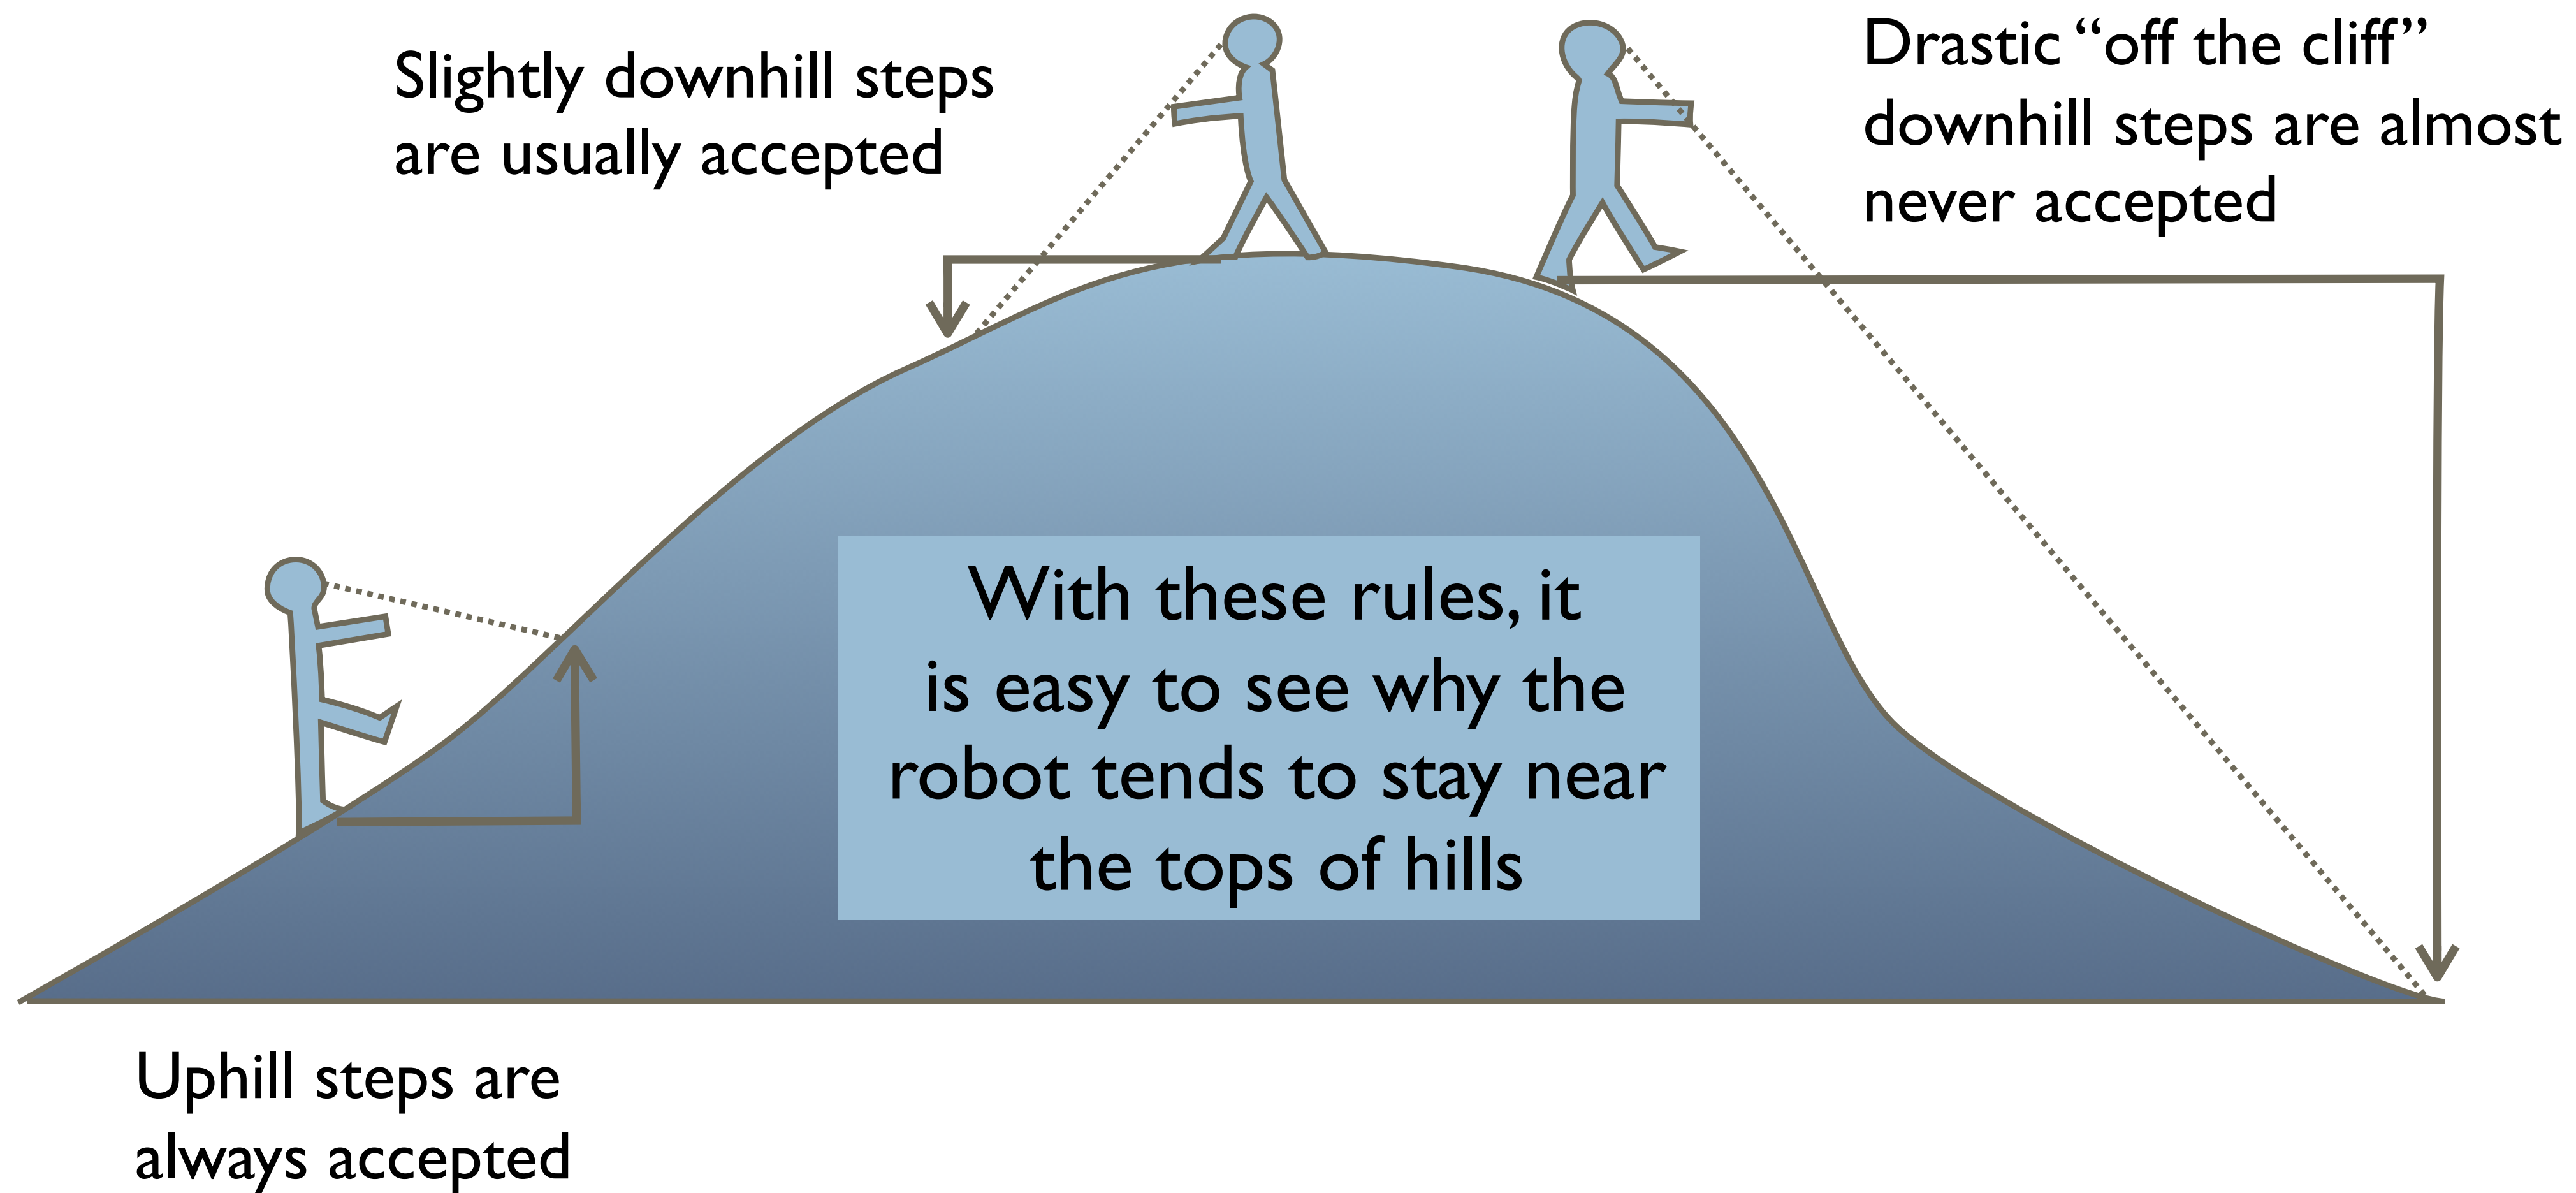 Slightly downhill steps
are usually accepted
Drastic “off the cliff”
downhill steps are almost
never accepted
With these rules, it
is easy to see why the
robot tends to stay near
the tops of hills
Uphill steps are
always accepted